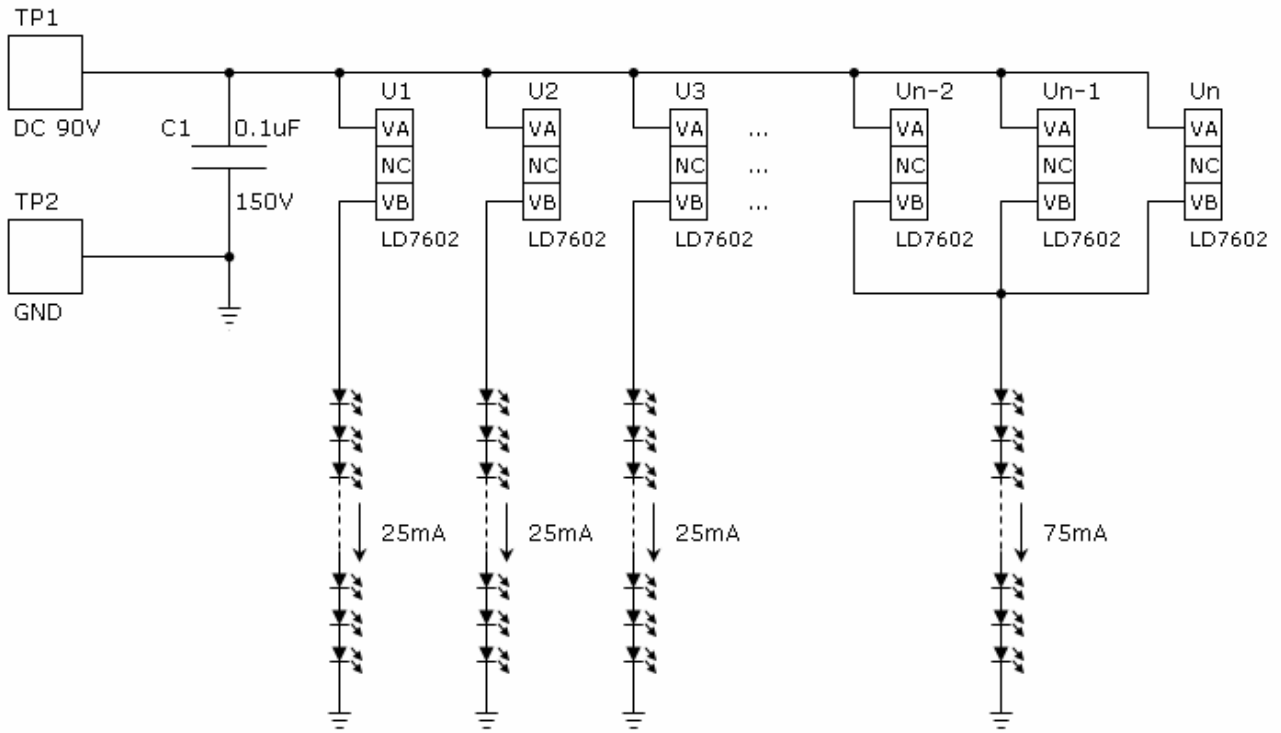 TP1
DC 90V
C1 0.1uF
150V
TP2
GND
U1
VA
NC
VB
LD7602
U2
VA
NC
VB
LD7602
U3
VA
NC
VB
LD7602
...
...
...
Un-2
VA
NC
VB
LD7602
Un-1
VA
NC
VB
LD7602
Un
VA
NC
VB
LD7602
25mA
25mA
25mA
75mA